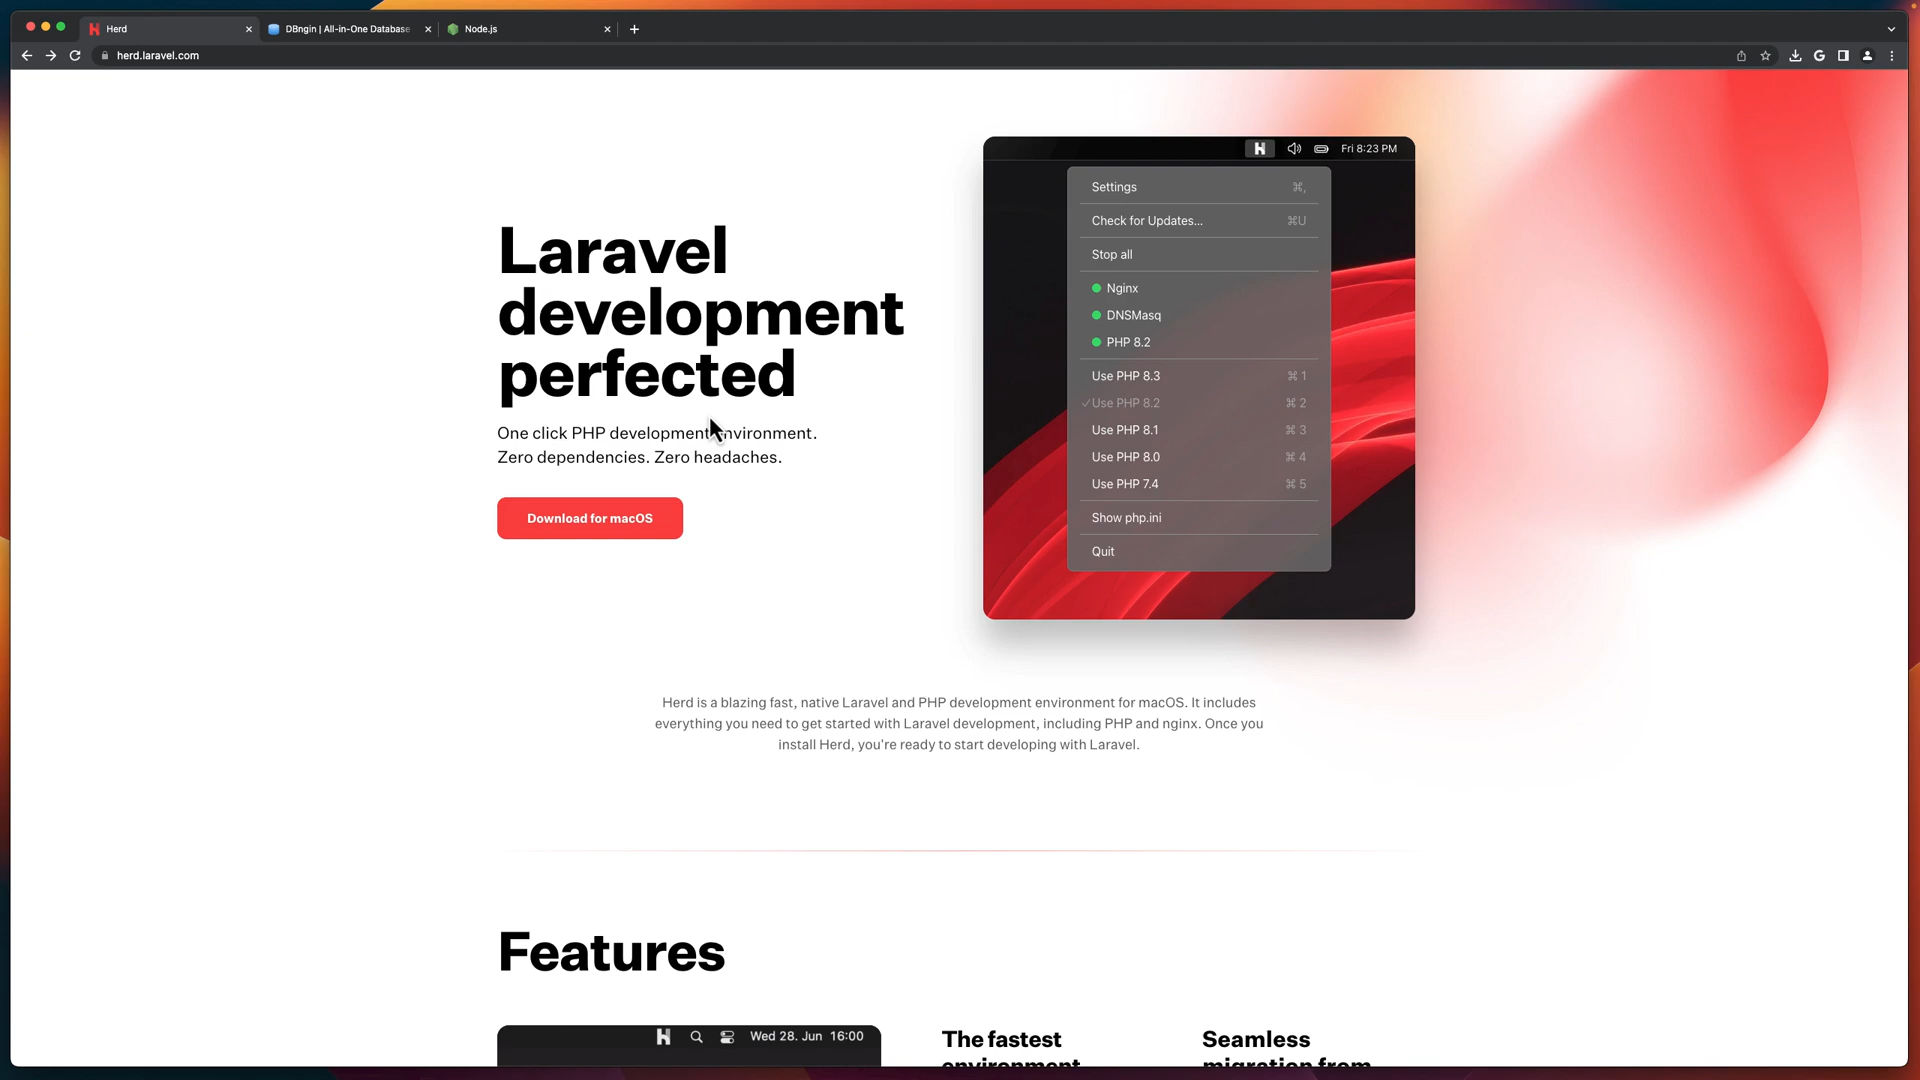 Herd
DBngin | All-in-One Database
Node.js
herd.laravel.com
Fri 8:23 PM
Settings ⌘,
Check for Updates... ⌘U
Stop all
Nginx
DNSMasq
PHP 8.2
Use PHP 8.3 ⌘ 1
✓ Use PHP 8.2 ⌘ 2
Use PHP 8.1 ⌘ 3
Use PHP 8.0 ⌘ 4
Use PHP 7.4 ⌘ 5
Show php.ini
Quit
Laravel
development
perfected
One click PHP development environment.
Zero dependencies. Zero headaches.
Download for macOS
Herd is a blazing fast, native Laravel and PHP development environment for macOS. It includes
everything you need to get started with Laravel development, including PHP and nginx. Once you
install Herd, you're ready to start developing with Laravel.
Features
Wed 28. Jun 16:00
The fastest
environment
Seamless
migration from